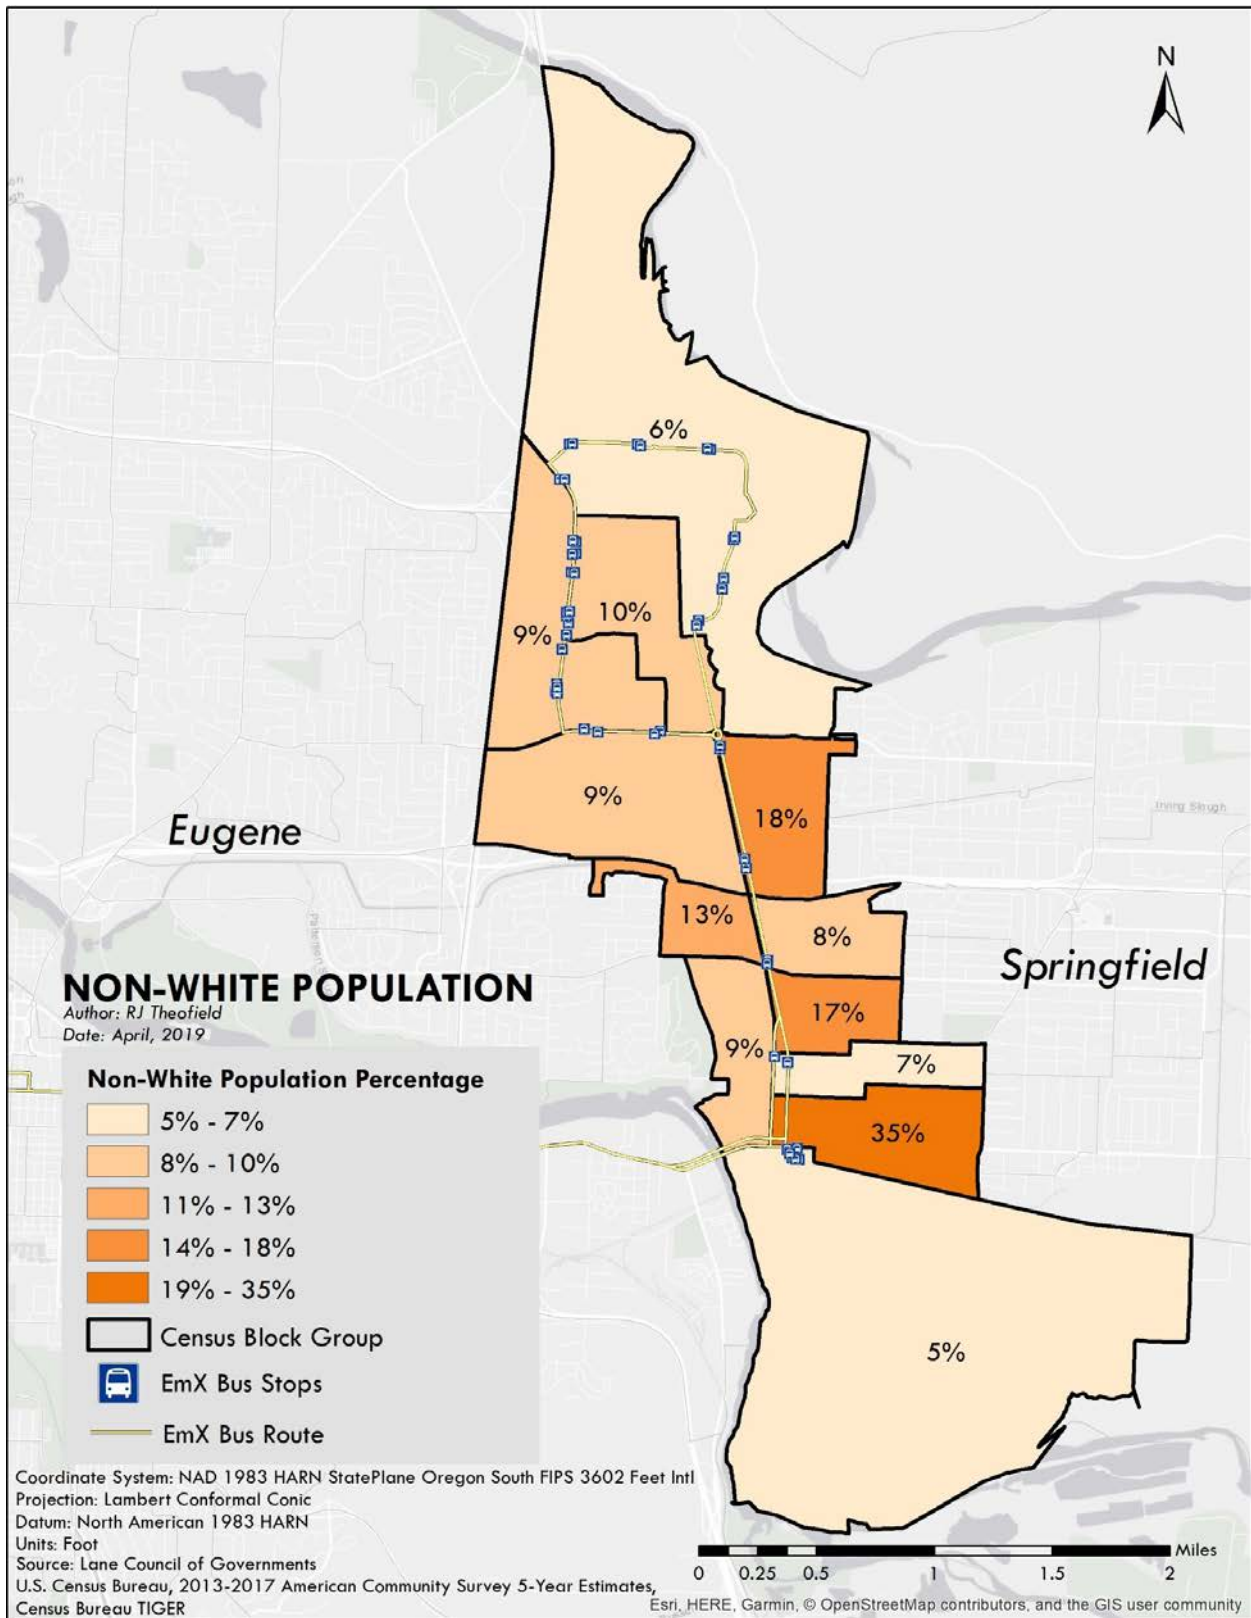 N
6%
10%
9%
9%
18%
Eugene
Irving Slough
13%
8%
Springfield
17%
9%
7%
35%
5%
NON-WHITE POPULATION
Author: RJ Theofield
Date: April, 2019
Non-White Population Percentage
5% - 7%
8% - 10%
11% - 13%
14% - 18%
19% - 35%
Census Block Group
EmX Bus Stops
EmX Bus Route
Coordinate System: NAD 1983 HARN StatePlane Oregon South FIPS 3602 Feet Intl
Projection: Lambert Conformal Conic
Datum: North American 1983 HARN
Units: Foot
Source: Lane Council of Governments
U.S. Census Bureau, 2013-2017 American Community Survey 5-Year Estimates,
Census Bureau TIGER
Miles
0 0.25 0.5 1 1.5 2
Esri, HERE, Garmin, © OpenStreetMap contributors, and the GIS user community